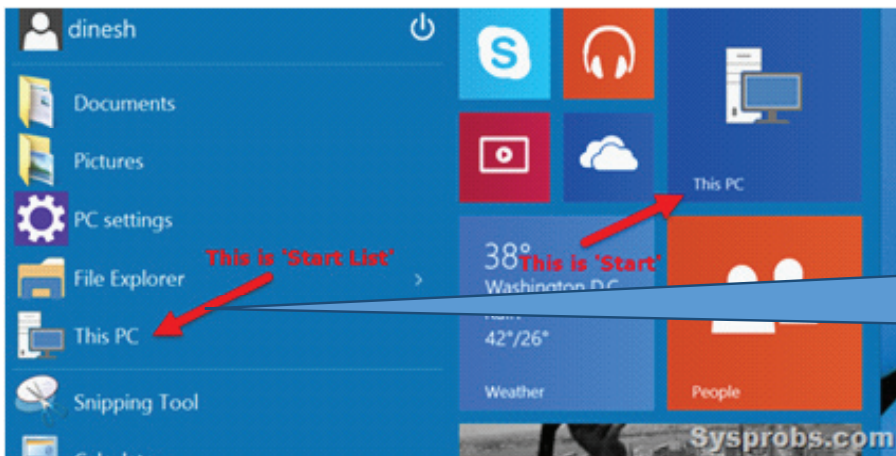 dinesh
Documents
Pictures
PC settings
This is 'Start List'
File Explorer
This PC
Snipping Tool
S
This PC
38°
This is 'Start'
Washington D.C.
Rain
42°/26°
Weather
People
Sysprobs.com